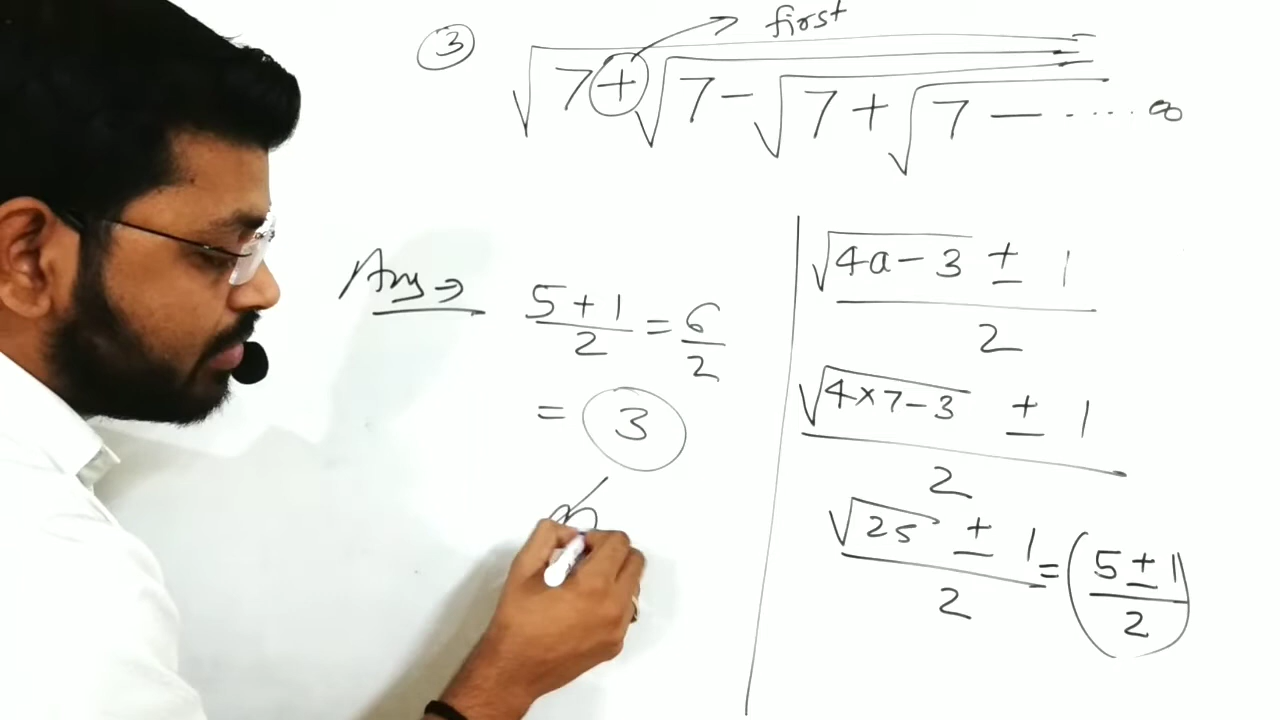 ③ √(7 + √(7 - √(7 + √(7 - ..... ∞
first
Ans →
(5 + 1)/2 = 6/2
= 3
(√(4a - 3) ± 1)/2
(√(4 × 7 - 3) ± 1)/2
(√25 ± 1)/2 = (5 ± 1)/2